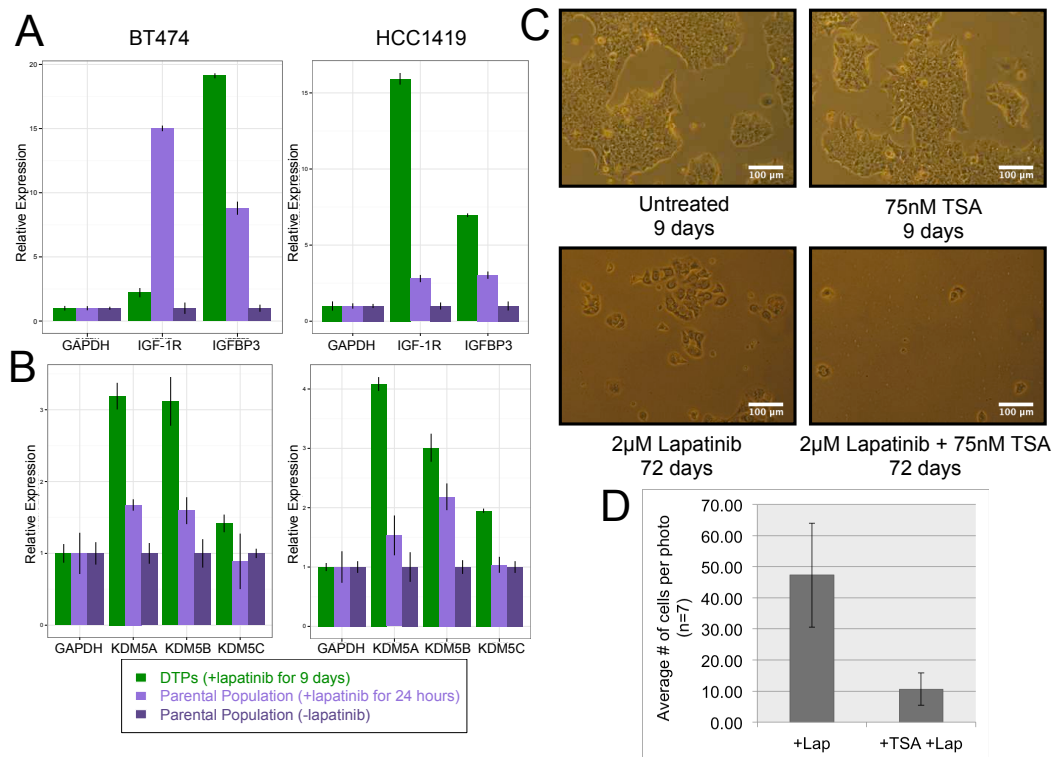 A
BT474
HCC1419
Relative Expression
20
15
10
5
0
GAPDH IGF-1R IGFBP3
Relative Expression
15
10
5
0
GAPDH IGF-1R IGFBP3
B
Relative Expression
3
2
1
0
GAPDH KDM5A KDM5B KDM5C
Relative Expression
4
3
2
1
0
GAPDH KDM5A KDM5B KDM5C
DTPs (+lapatinib for 9 days)
Parental Population (+lapatinib for 24 hours)
Parental Population (-lapatinib)
C
100 µm
100 µm
Untreated
9 days
75nM TSA
9 days
100 µm
100 µm
2µM Lapatinib
72 days
2µM Lapatinib + 75nM TSA
72 days
D
Average # of cells per photo
(n=7)
70.00
60.00
50.00
40.00
30.00
20.00
10.00
0.00
+Lap +TSA +Lap